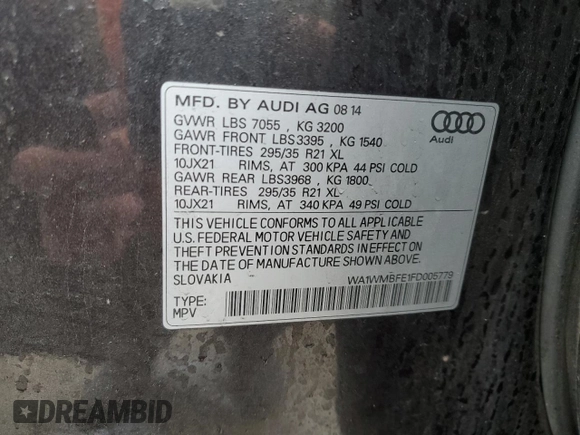 MFD. BY AUDI AG 08 14
GVWR LBS 7055 , KG 3200
GAWR FRONT LBS3395 , KG 1540
FRONT-TIRES 295/35 R21 XL
10JX21 RIMS, AT 300 KPA 44 PSI COLD
GAWR REAR LBS3968 , KG 1800
REAR-TIRES 295/35 R21 XL
10JX21 RIMS, AT 340 KPA 49 PSI COLD
Audi
THIS VEHICLE CONFORMS TO ALL APPLICABLE
U.S. FEDERAL MOTOR VEHICLE SAFETY AND
THEFT PREVENTION STANDARDS IN EFFECT ON
THE DATE OF MANUFACTURE SHOWN ABOVE.
SLOVAKIA
WA1WMBFE1FD005779
TYPE:
MPV
DREAMBID